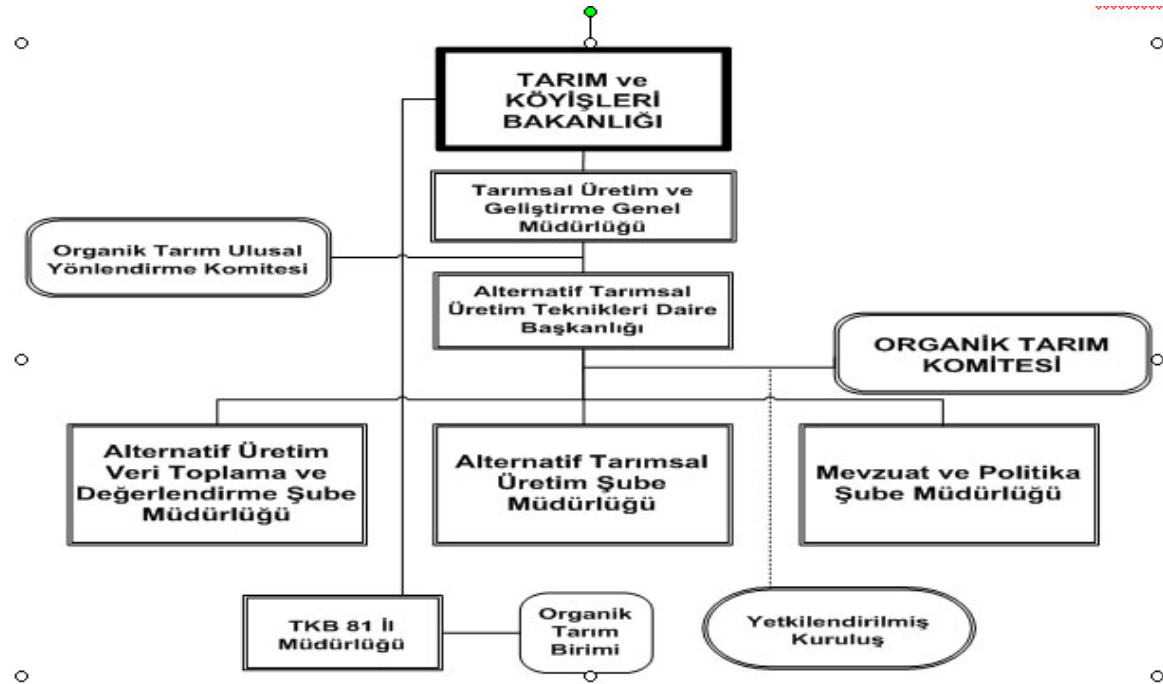 TARIM ve
KÖYİŞLERİ
BAKANLIĞI
Tarımsal Üretim ve
Geliştirme Genel
Müdürlüğü
Organik Tarım Ulusal
Yönlendirme Komitesi
Alternatif Tarımsal
Üretim Teknikleri Daire
Başkanlığı
ORGANİK TARIM
KOMİTESİ
Alternatif Üretim
Veri Toplama ve
Değerlendirme Şube
Müdürlüğü
Alternatif Tarımsal
Üretim Şube
Müdürlüğü
Mevzuat ve Politika
Şube Müdürlüğü
TKB 81 İl
Müdürlüğü
Organik
Tarım
Birimi
Yetkilendirilmiş
Kuruluş